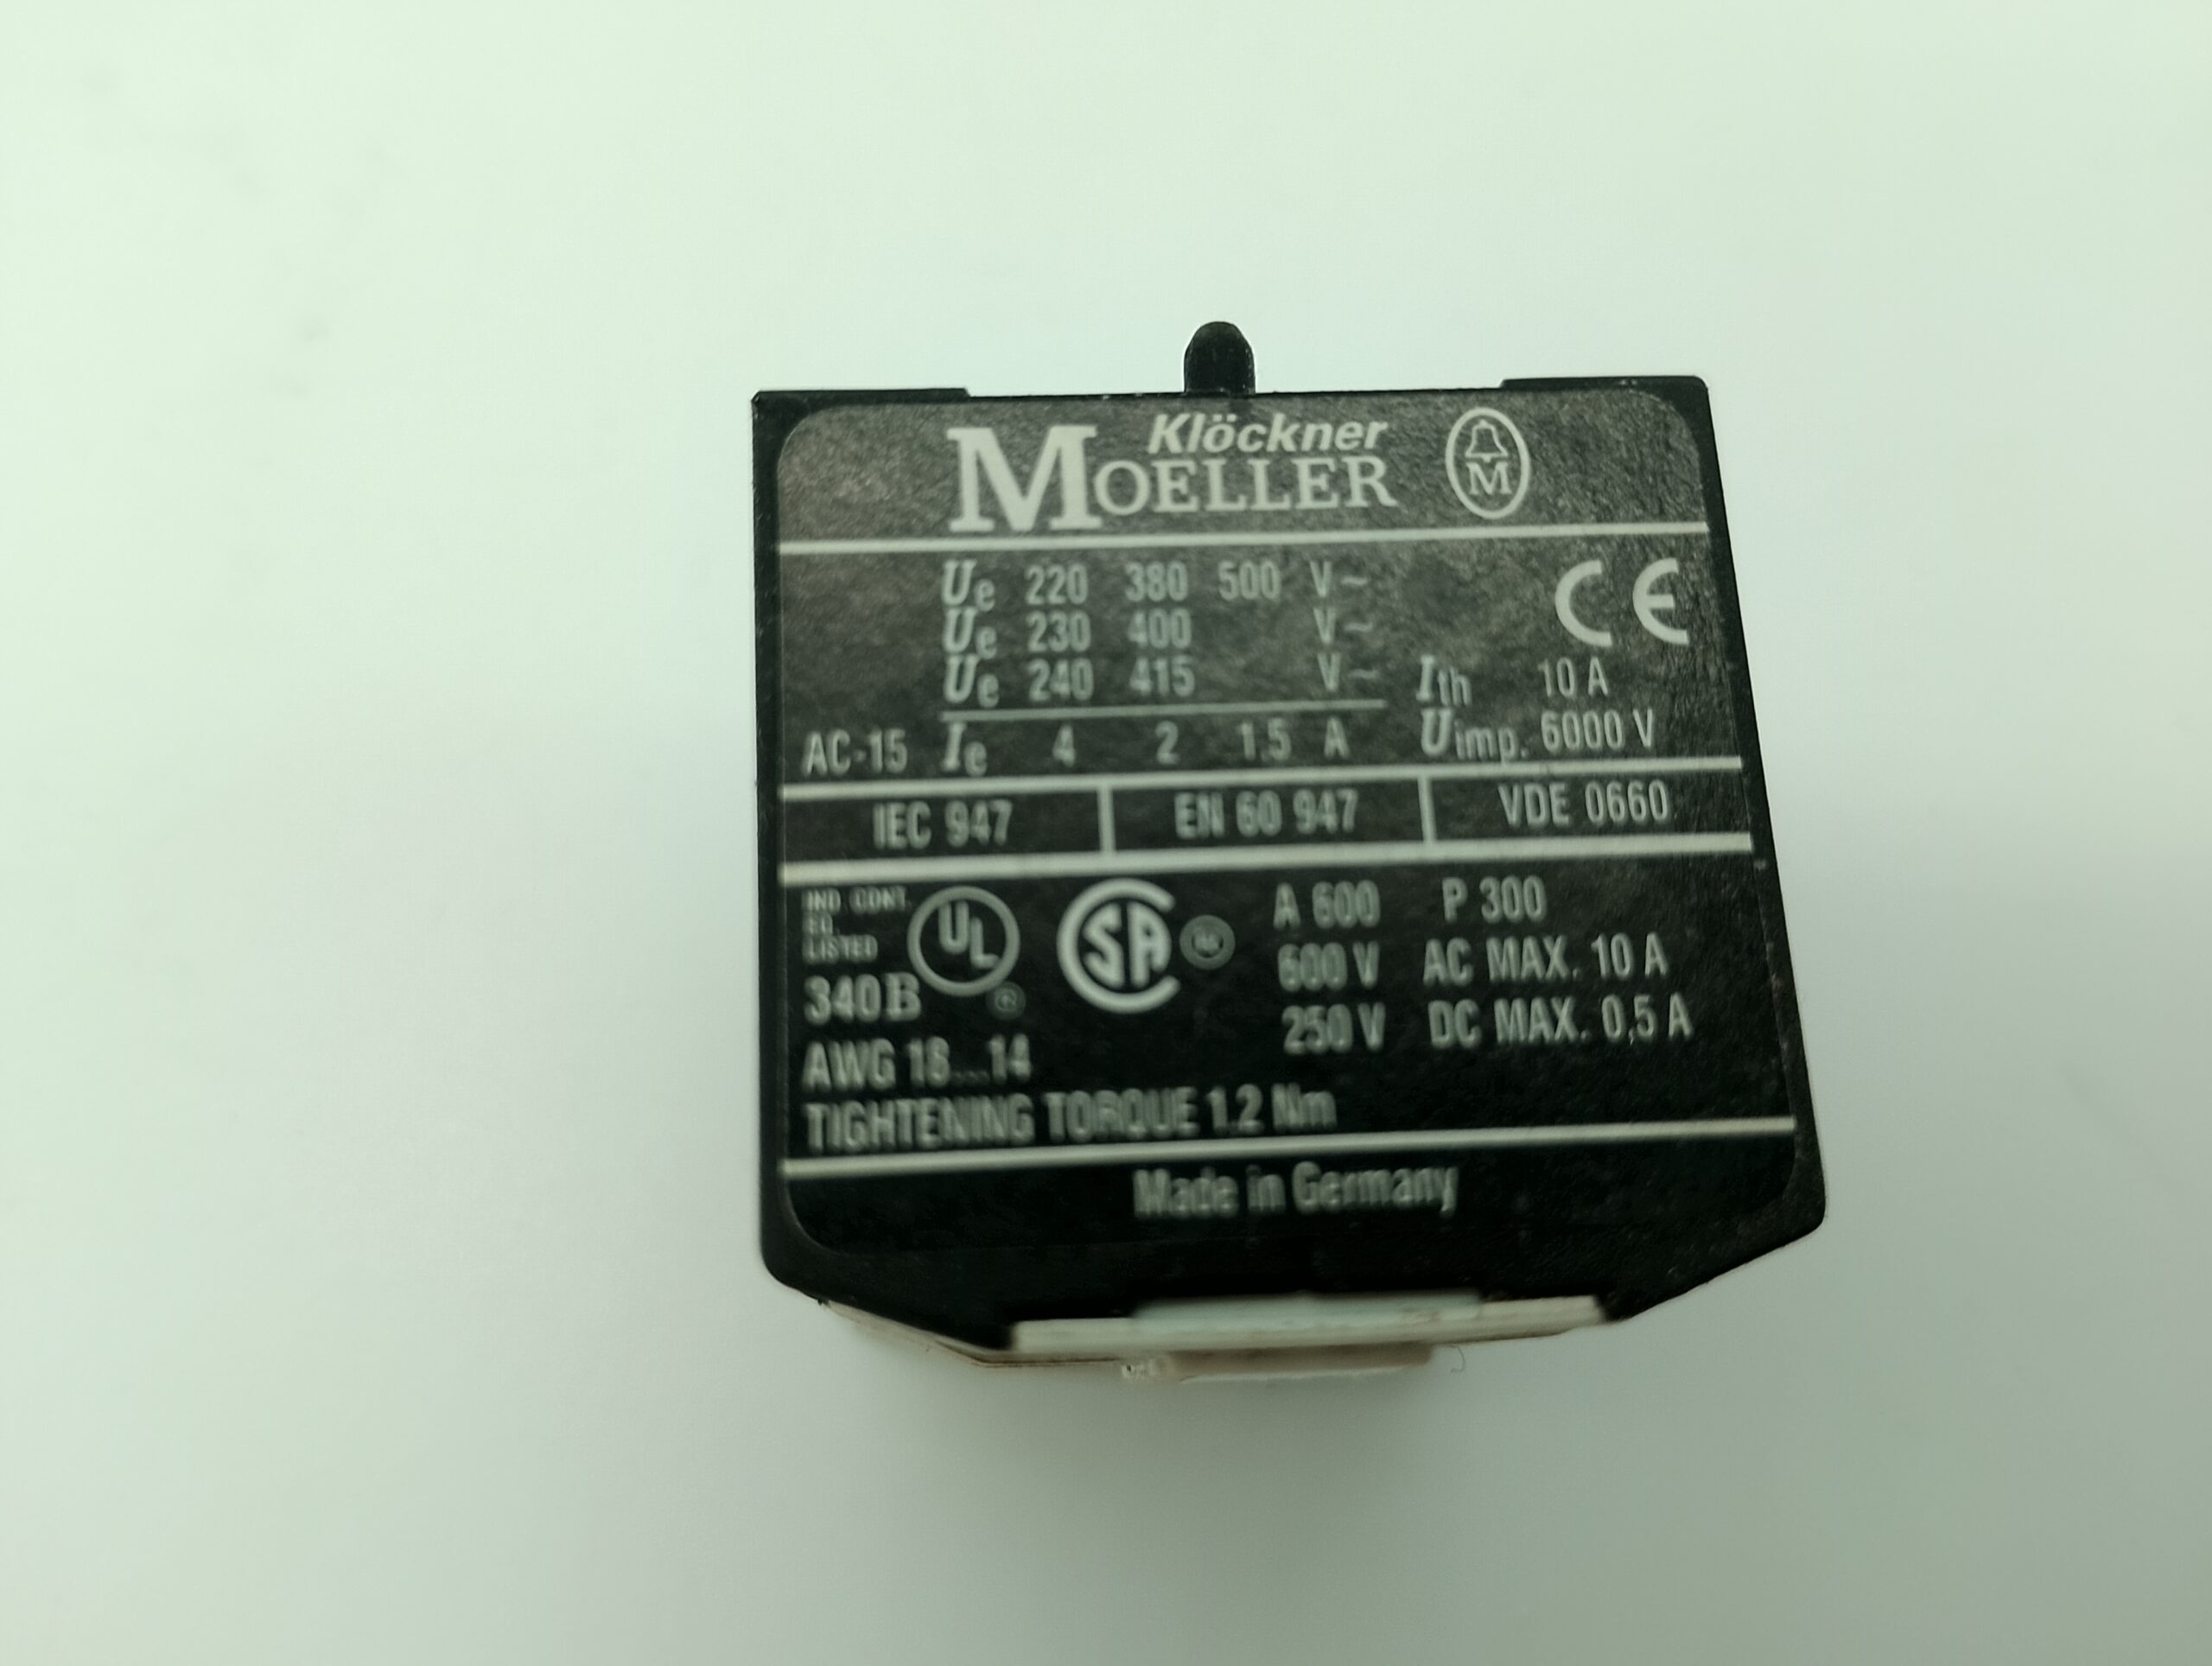 Klöckner
MOELLER
M
Ue 220 380 500 V~
Ue 230 400 V~
Ue 240 415 V~
CE
Ith 10 A
AC-15 Ie 4 2 1,5 A
Uimp. 6000 V
IEC 947 EN 60 947 VDE 0660
IND. CONT.
EQ.
LISTED
340B
UL
SA
A 600 P 300
600 V AC MAX. 10 A
250 V DC MAX. 0,5 A
AWG 18...14
TIGHTENING TORQUE 1.2 Nm
Made in Germany